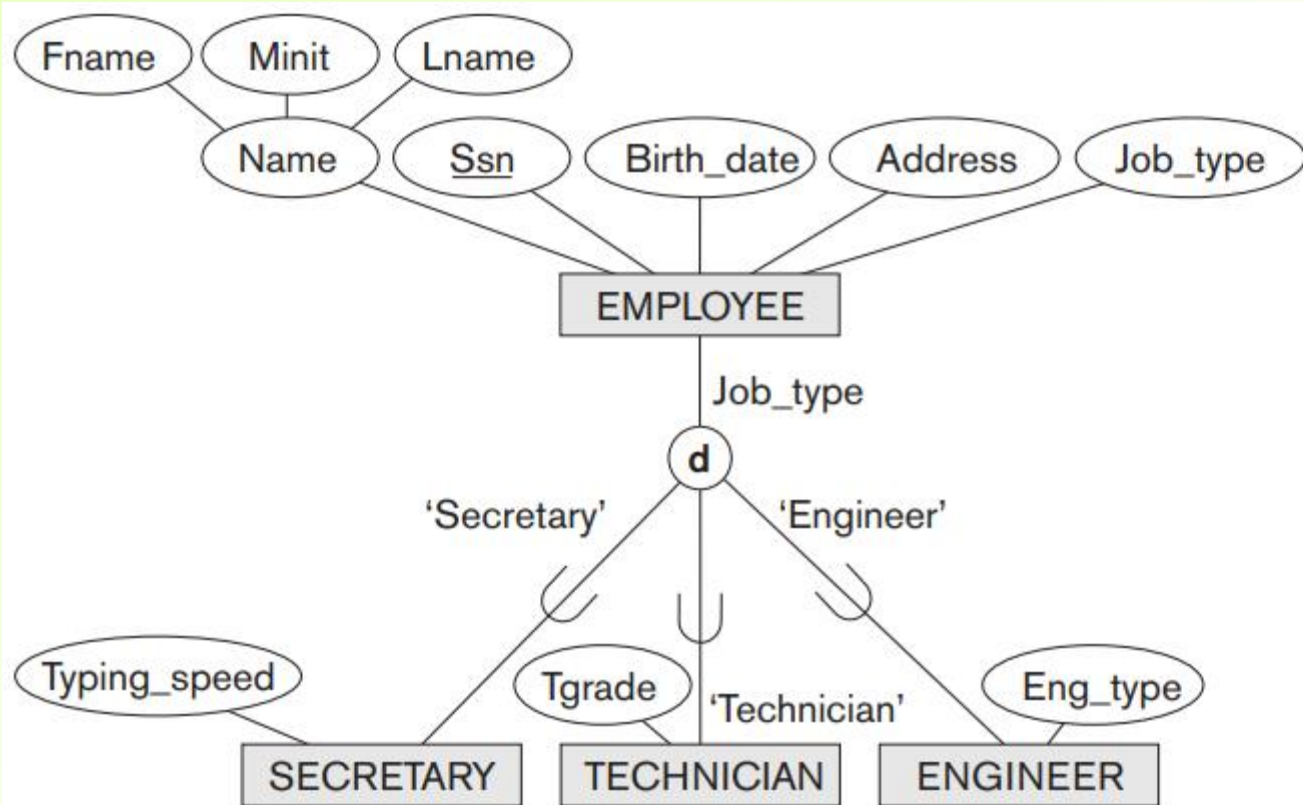 Fname Minit Lname
Name Ssn Birth_date Address Job_type
EMPLOYEE
Job_type
d
‘Secretary’ ‘Engineer’
Typing_speed Tgrade Eng_type
‘Technician’
SECRETARY TECHNICIAN ENGINEER